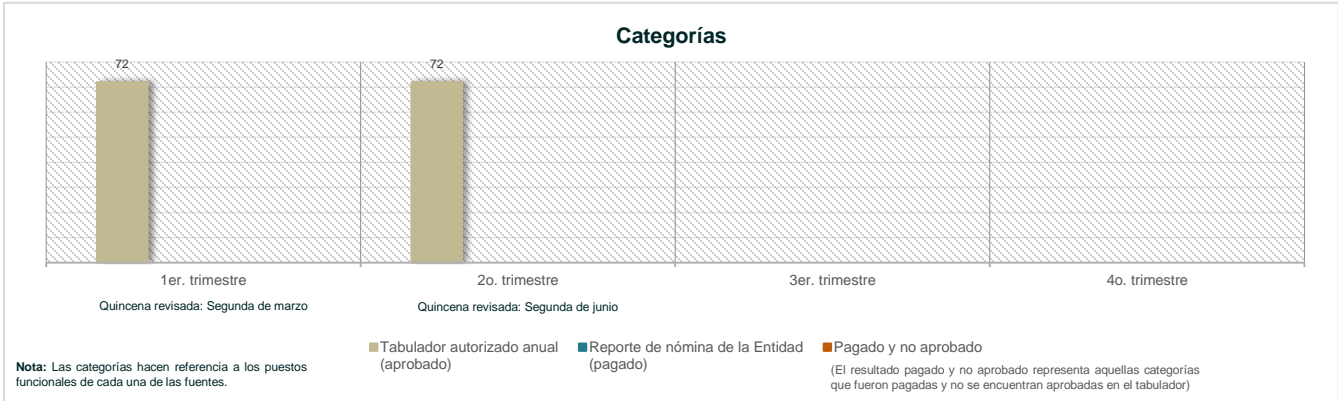 Categorías
72
72
1er. trimestre
2o. trimestre
3er. trimestre
4o. trimestre
Quincena revisada: Segunda de marzo
Quincena revisada: Segunda de junio
Tabulador autorizado anual
(aprobado)
Reporte de nómina de la Entidad
(pagado)
Pagado y no aprobado
(El resultado pagado y no aprobado representa aquellas categorías
que fueron pagadas y no se encuentran aprobadas en el tabulador)
Nota: Las categorías hacen referencia a los puestos
funcionales de cada una de las fuentes.